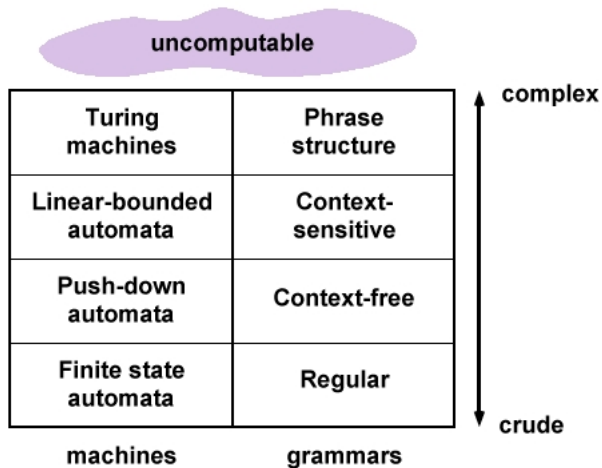 uncomputable
complex
Turing
machines
Phrase
structure
Linear-bounded
automata
Context-
sensitive
Push-down
automata
Context-free
Finite state
automata
Regular
crude
machines
grammars